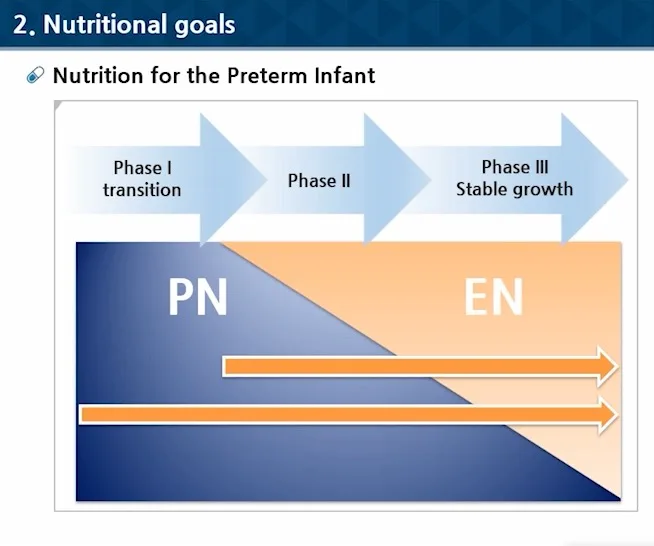 2. Nutritional goals
Nutrition for the Preterm Infant
Phase I
transition
Phase II
Phase III
Stable growth
PN
EN